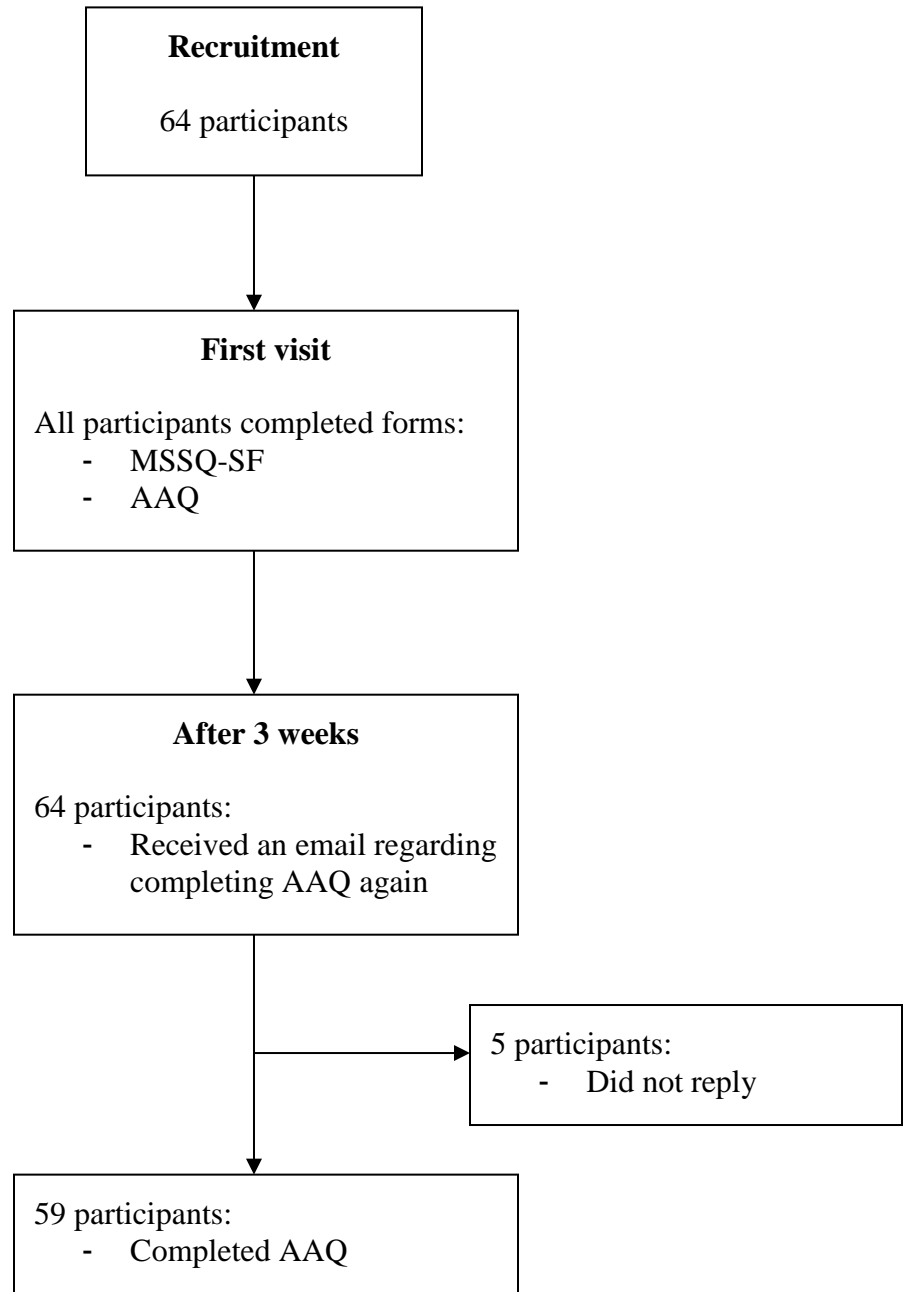 Recruitment
64 participants
First visit
All participants completed forms:
- MSSQ-SF
- AAQ
After 3 weeks
64 participants:
- Received an email regarding
completing AAQ again
5 participants:
- Did not reply
59 participants:
- Completed AAQ